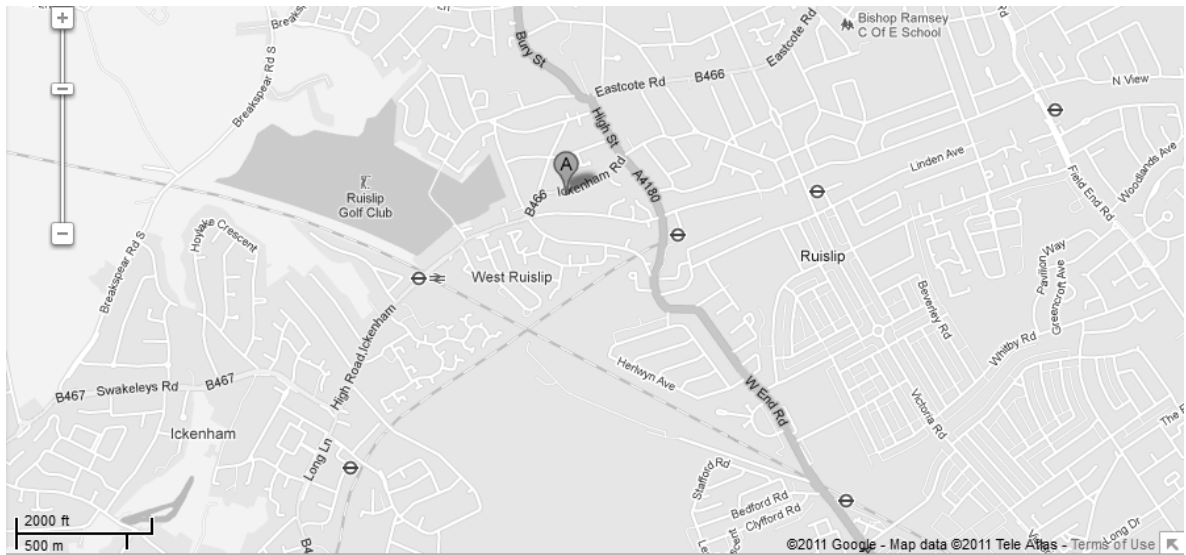 Bury St
Breakspear Rd S
Eastcote Rd
B466
Eastcote Rd
Bishop Ramsey
C Of E School
N View
High St
A
Ickenham Rd
B466
A4180
Linden Ave
Field End Rd
Woodlands Ave
Ruislip
Golf Club
Hoylake Crescent
Breakspear Rd S
West Ruislip
Ruislip
Pavilion Way
Greencroft Ave
Beverley Rd
Whitby Rd
High Road,Ickenham
Herlwyn Ave
W End Rd
Victoria Rd
B467
Swakeleys Rd
B467
Ickenham
Long Ln
Stafford Rd
Bedford Rd
Clyfford Rd
Long Dr
2000 ft
500 m
©2011 Google - Map data ©2011 Tele Atlas - Terms of Use